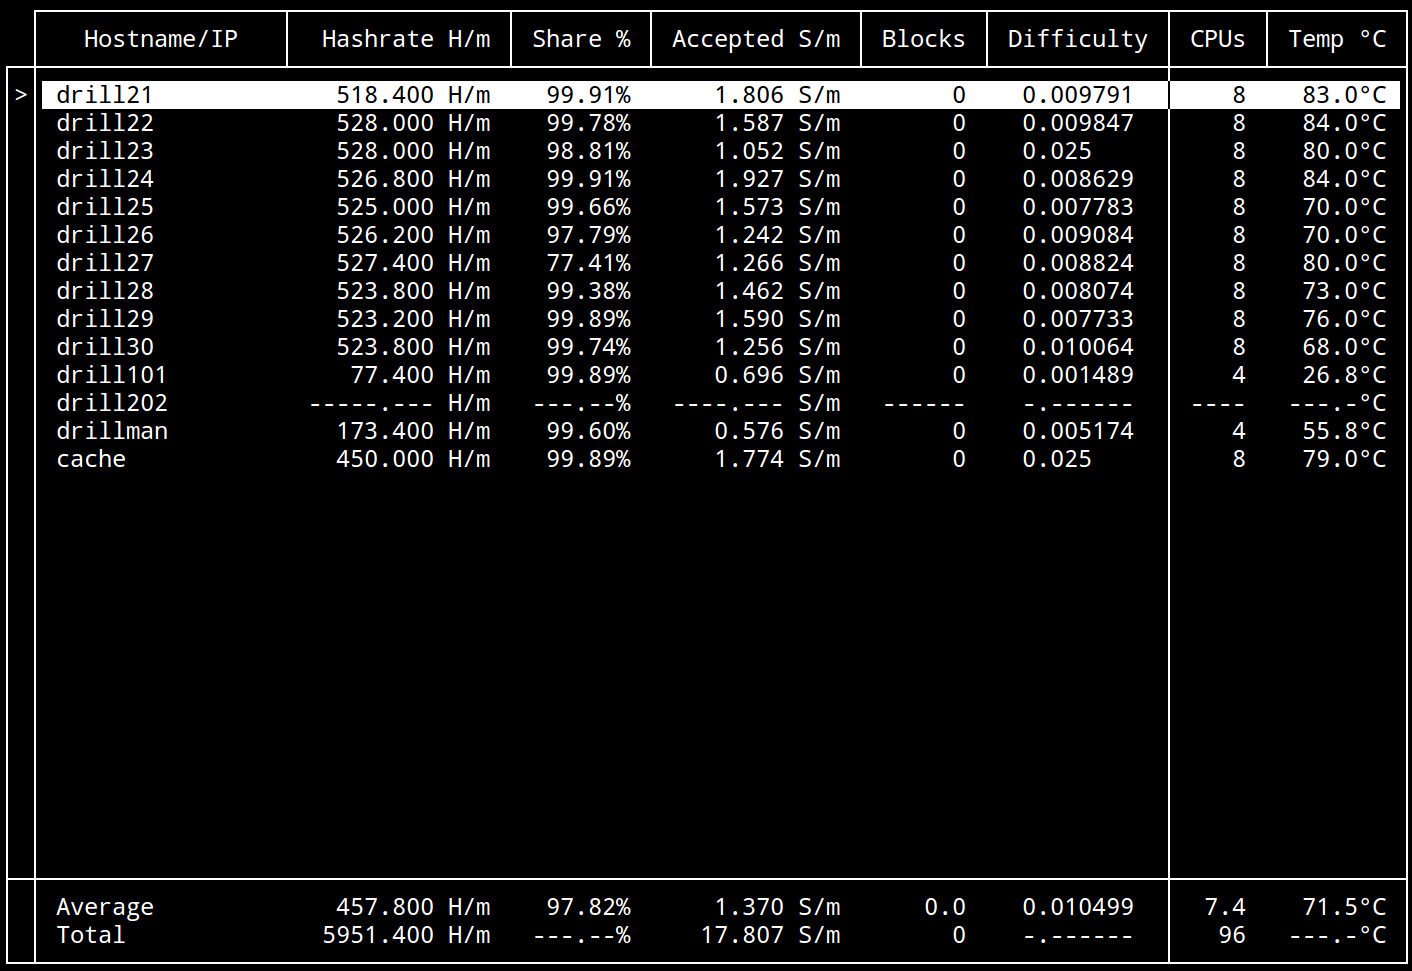 Hostname/IP Hashrate H/m Share % Accepted S/m Blocks Difficulty CPUs Temp °C
> drill21 518.400 H/m 99.91% 1.806 S/m 0 0.009791 8 83.0°C
drill22 528.000 H/m 99.78% 1.587 S/m 0 0.009847 8 84.0°C
drill23 528.000 H/m 98.81% 1.052 S/m 0 0.025 8 80.0°C
drill24 526.800 H/m 99.91% 1.927 S/m 0 0.008629 8 84.0°C
drill25 525.000 H/m 99.66% 1.573 S/m 0 0.007783 8 70.0°C
drill26 526.200 H/m 97.79% 1.242 S/m 0 0.009084 8 70.0°C
drill27 527.400 H/m 77.41% 1.266 S/m 0 0.008824 8 80.0°C
drill28 523.800 H/m 99.38% 1.462 S/m 0 0.008074 8 73.0°C
drill29 523.200 H/m 99.89% 1.590 S/m 0 0.007733 8 76.0°C
drill30 523.800 H/m 99.74% 1.256 S/m 0 0.010064 8 68.0°C
drill101 77.400 H/m 99.89% 0.696 S/m 0 0.001489 4 26.8°C
drill202 -----.--- H/m ---.--% ----.--- S/m ------ -.------ ---- ---.-°C
drillman 173.400 H/m 99.60% 0.576 S/m 0 0.005174 4 55.8°C
cache 450.000 H/m 99.89% 1.774 S/m 0 0.025 8 79.0°C
Average 457.800 H/m 97.82% 1.370 S/m 0.0 0.010499 7.4 71.5°C
Total 5951.400 H/m ---.--% 17.807 S/m 0 -.------ 96 ---.-°C